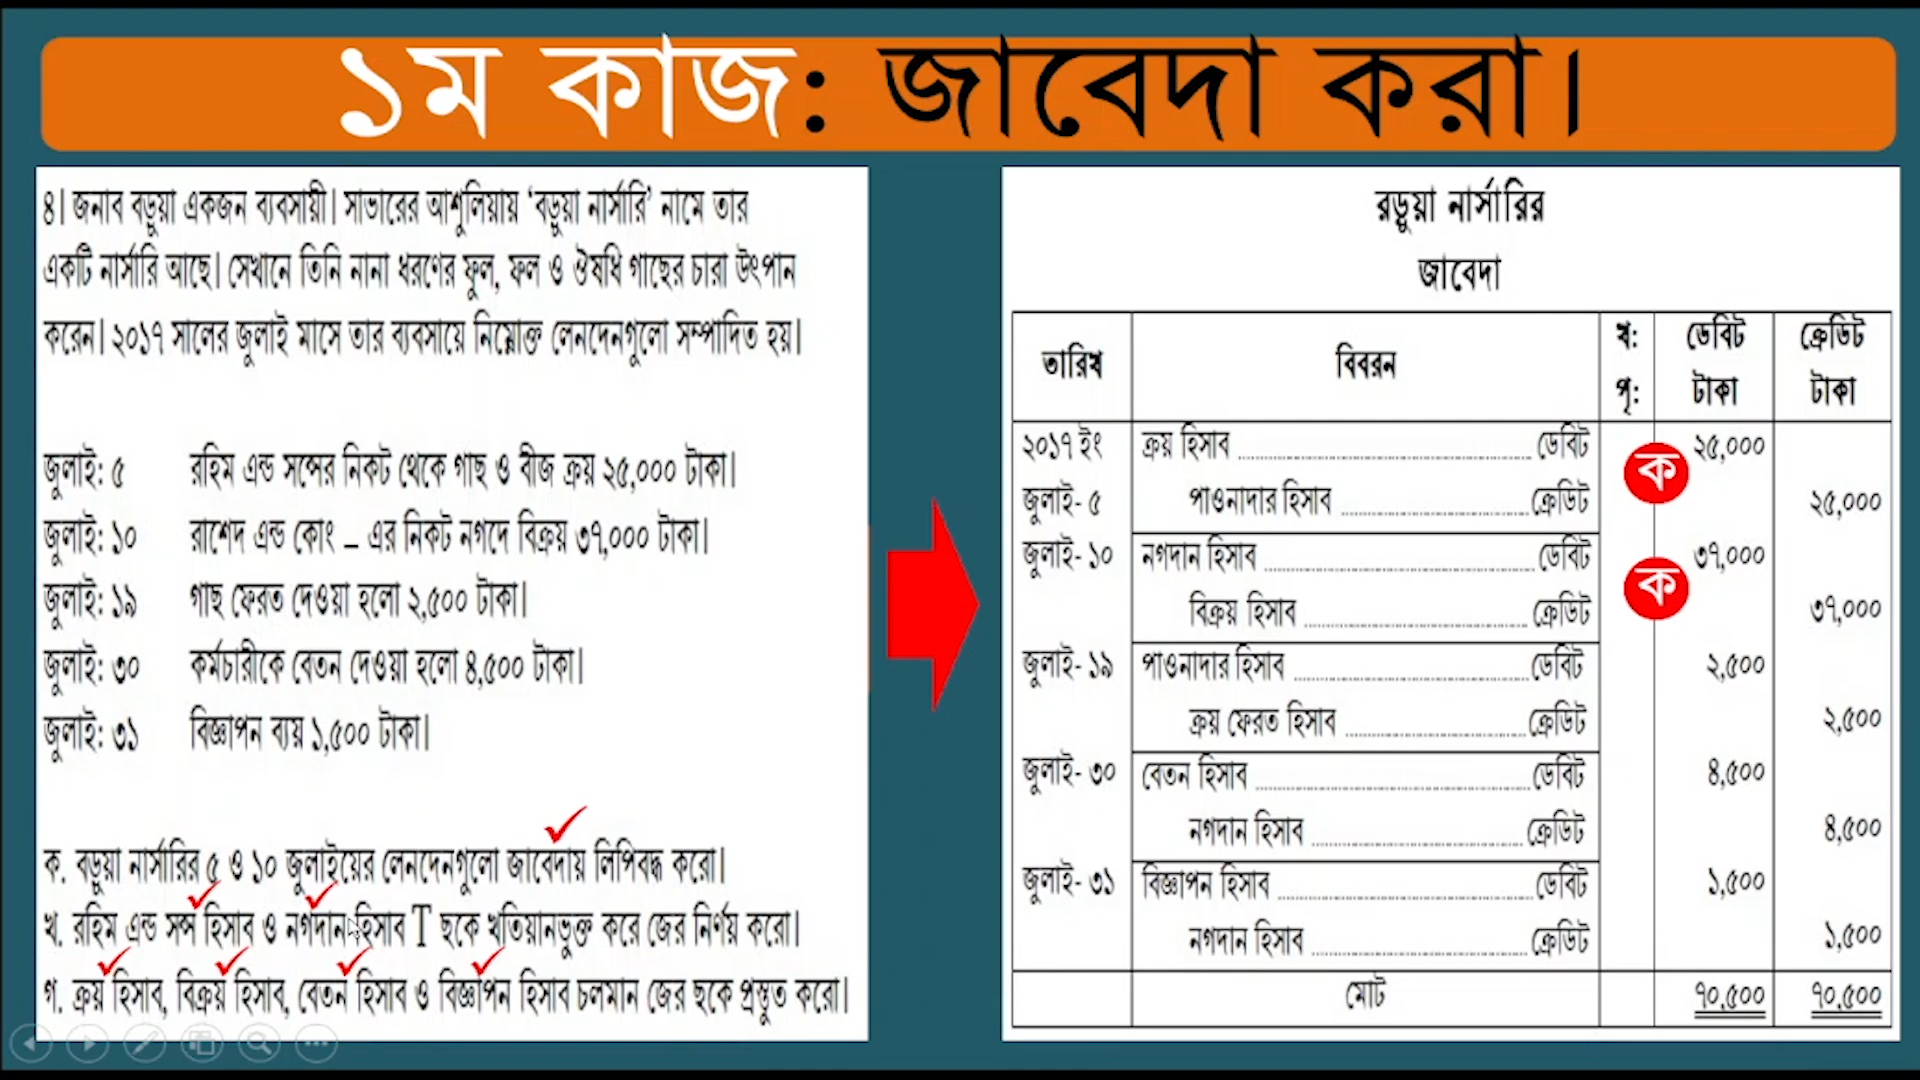 ১ম কাজ: জাবেদা করা।
৪। জনাব বড়ুয়া একজন ব্যবসায়ী। সাভারের আশুলিয়ায় ‘বড়ুয়া নার্সারি’ নামে তার
একটি নার্সারি আছে। সেখানে তিনি নানা ধরণের ফুল, ফল ও ঔষধি গাছের চারা উৎপান
করেন। ২০১৭ সালের জুলাই মাসে তার ব্যবসায়ে নিম্নোক্ত লেনদেনগুলো সম্পাদিত হয়।
জুলাই: ৫ রহিম এন্ড সন্সের নিকট থেকে গাছ ও বীজ ক্রয় ২৫,০০০ টাকা।
জুলাই: ১০ রাশেদ এন্ড কোং – এর নিকট নগদে বিক্রয় ৩৭,০০০ টাকা।
জুলাই: ১৯ গাছ ফেরত দেওয়া হলো ২,৫০০ টাকা।
জুলাই: ৩০ কর্মচারীকে বেতন দেওয়া হলো ৪,৫০০ টাকা।
জুলাই: ৩১ বিজ্ঞাপন ব্যয় ১,৫০০ টাকা।
ক. বড়ুয়া নার্সারির ৫ ও ১০ জুলাইয়ের লেনদেনগুলো জাবেদায় লিপিবদ্ধ করো।
খ. রহিম এন্ড সন্স হিসাব ও নগদান হিসাব T ছকে খতিয়ানভুক্ত করে জের নির্ণয় করো।
গ. ক্রয় হিসাব, বিক্রয় হিসাব, বেতন হিসাব ও বিজ্ঞাপন হিসাব চলমান জের ছকে প্রস্তুত করো।
রড়ুয়া নার্সারির
জাবেদা
তারিখ বিবরন খ: পৃ: ডেবিট টাকা ক্রেডিট টাকা
২০১৭ ইং ক্রয় হিসাব ........ ডেবিট ক ২৫,০০০
জুলাই- ৫ পাওনাদার হিসাব ........ ক্রেডিট ২৫,০০০
জুলাই- ১০ নগদান হিসাব ........ ডেবিট ক ৩৭,০০০
বিক্রয় হিসাব ........ ক্রেডিট ৩৭,০০০
জুলাই- ১৯ পাওনাদার হিসাব ........ ডেবিট ২,৫০০
ক্রয় ফেরত হিসাব ........ ক্রেডিট ২,৫০০
জুলাই- ৩০ বেতন হিসাব ........ ডেবিট ৪,৫০০
নগদান হিসাব ........ ক্রেডিট ৪,৫০০
জুলাই- ৩১ বিজ্ঞাপন হিসাব ........ ডেবিট ১,৫০০
নগদান হিসাব ........ ক্রেডিট ১,৫০০
মোট ৭০,৫০০ ৭০,৫০০